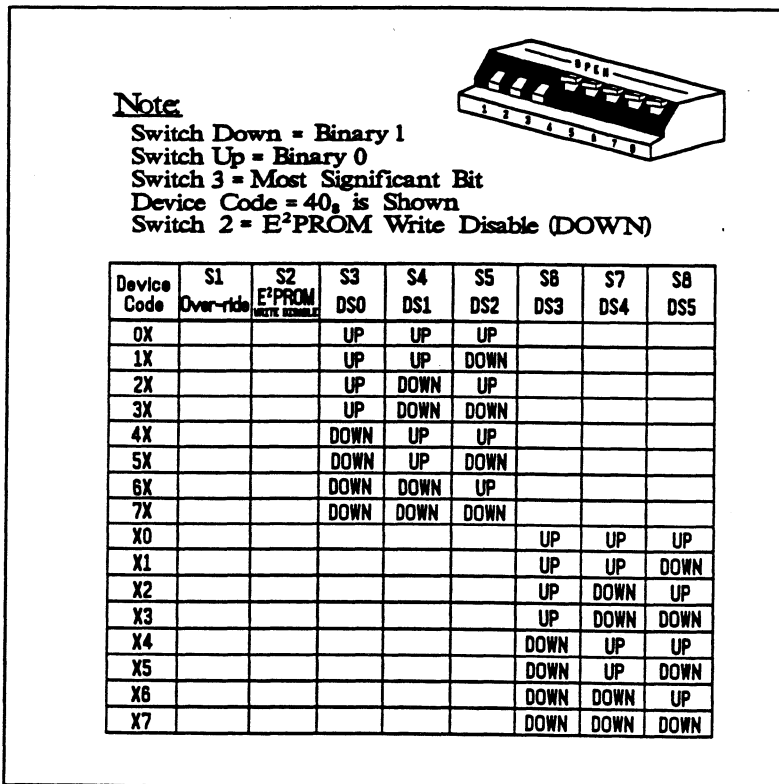 OPEN
1 2 3 4 5 6 7 8
Note:
Switch Down = Binary 1
Switch Up = Binary 0
Switch 3 = Most Significant Bit
Device Code = 40₈ is Shown
Switch 2 = E²PROM Write Disable (DOWN)
Device Code S1 Over-ride S2 E²PROM WRITE DISABLE S3 DS0 S4 DS1 S5 DS2 S6 DS3 S7 DS4 S8 DS5
0X UP UP UP
1X UP UP DOWN
2X UP DOWN UP
3X UP DOWN DOWN
4X DOWN UP UP
5X DOWN UP DOWN
6X DOWN DOWN UP
7X DOWN DOWN DOWN
X0 UP UP UP
X1 UP UP DOWN
X2 UP DOWN UP
X3 UP DOWN DOWN
X4 DOWN UP UP
X5 DOWN UP DOWN
X6 DOWN DOWN UP
X7 DOWN DOWN DOWN